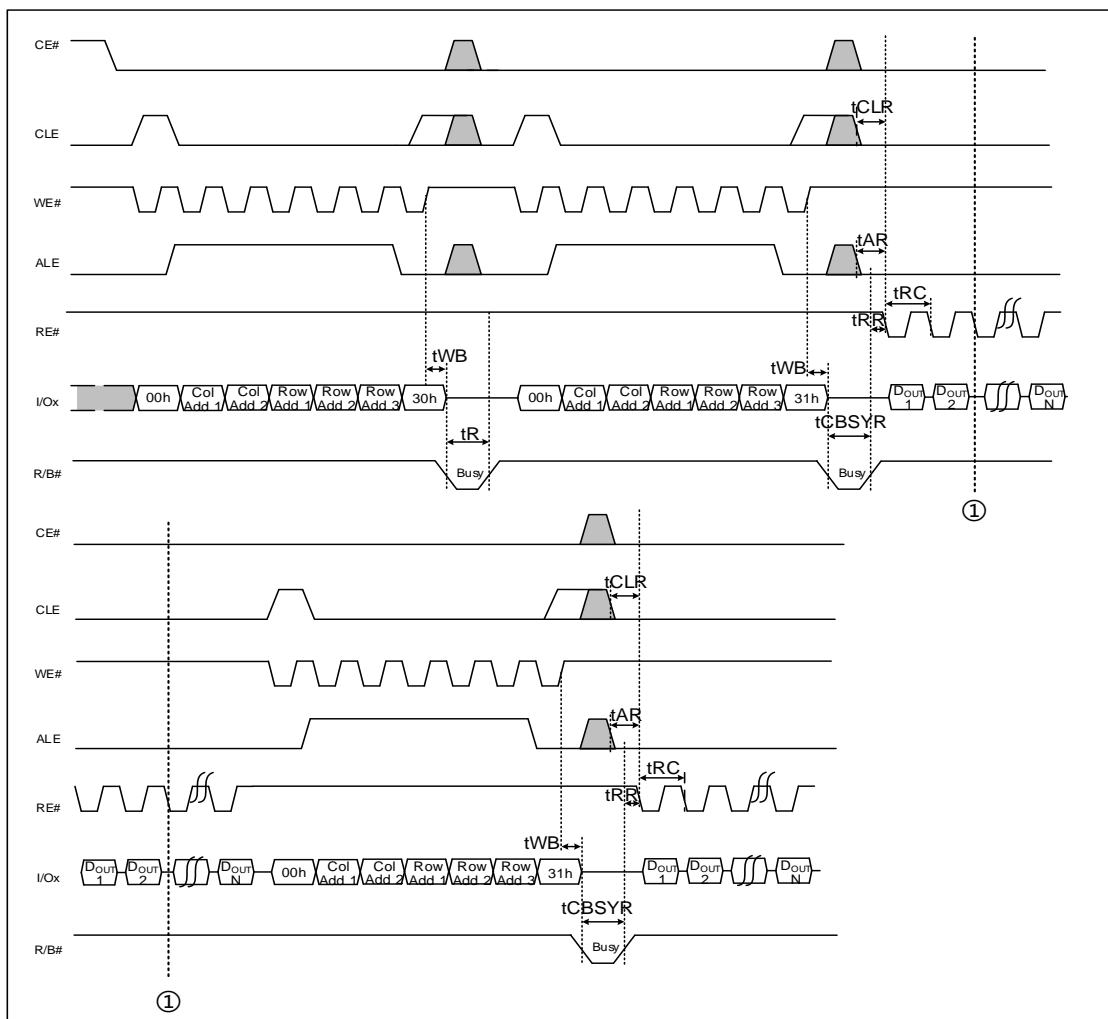 CE#
tCLR
CLE
WE#
tAR
ALE
tRC
RE#
tRR
tWB
tWB
I/Ox
00h Col Add 1 Col Add 2 Row Add 1 Row Add 2 Row Add 3 30h 00h Col Add 1 Col Add 2 Row Add 1 Row Add 2 Row Add 3 31h DOUT 1 DOUT 2 DOUT N
tR
tCBSYR
R/B#
Busy
Busy
①
CE#
tCLR
CLE
WE#
tAR
ALE
tRC
RE#
tRR
tWB
I/Ox
DOUT 1 DOUT 2 DOUT N 00h Col Add 1 Col Add 2 Row Add 1 Row Add 2 Row Add 3 31h DOUT 1 DOUT 2 DOUT N
tCBSYR
R/B#
Busy
①